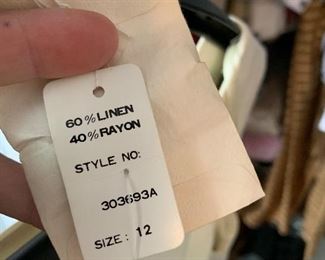 60% LINEN
40% RAYON
STYLE NO:
303693A
SIZE: 12